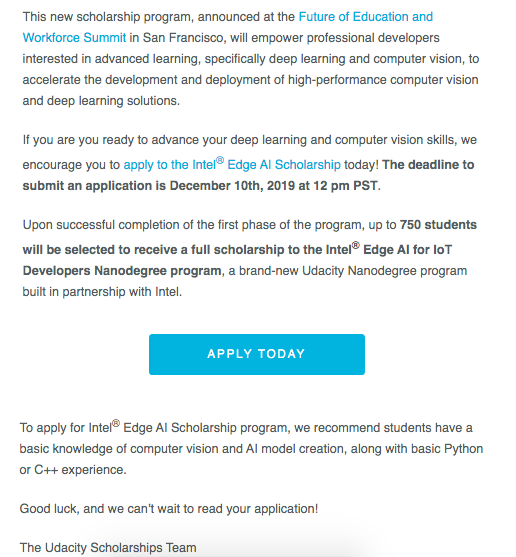 This new scholarship program, announced at the Future of Education and
Workforce Summit in San Francisco, will empower professional developers
interested in advanced learning, specifically deep learning and computer vision, to
accelerate the development and deployment of high-performance computer vision
and deep learning solutions.
If you are you ready to advance your deep learning and computer vision skills, we
encourage you to apply to the Intel® Edge AI Scholarship today! The deadline to
submit an application is December 10th, 2019 at 12 pm PST.
Upon successful completion of the first phase of the program, up to 750 students
will be selected to receive a full scholarship to the Intel® Edge AI for IoT
Developers Nanodegree program, a brand-new Udacity Nanodegree program
built in partnership with Intel.
APPLY TODAY
To apply for Intel® Edge AI Scholarship program, we recommend students have a
basic knowledge of computer vision and AI model creation, along with basic Python
or C++ experience.
Good luck, and we can't wait to read your application!
The Udacity Scholarships Team